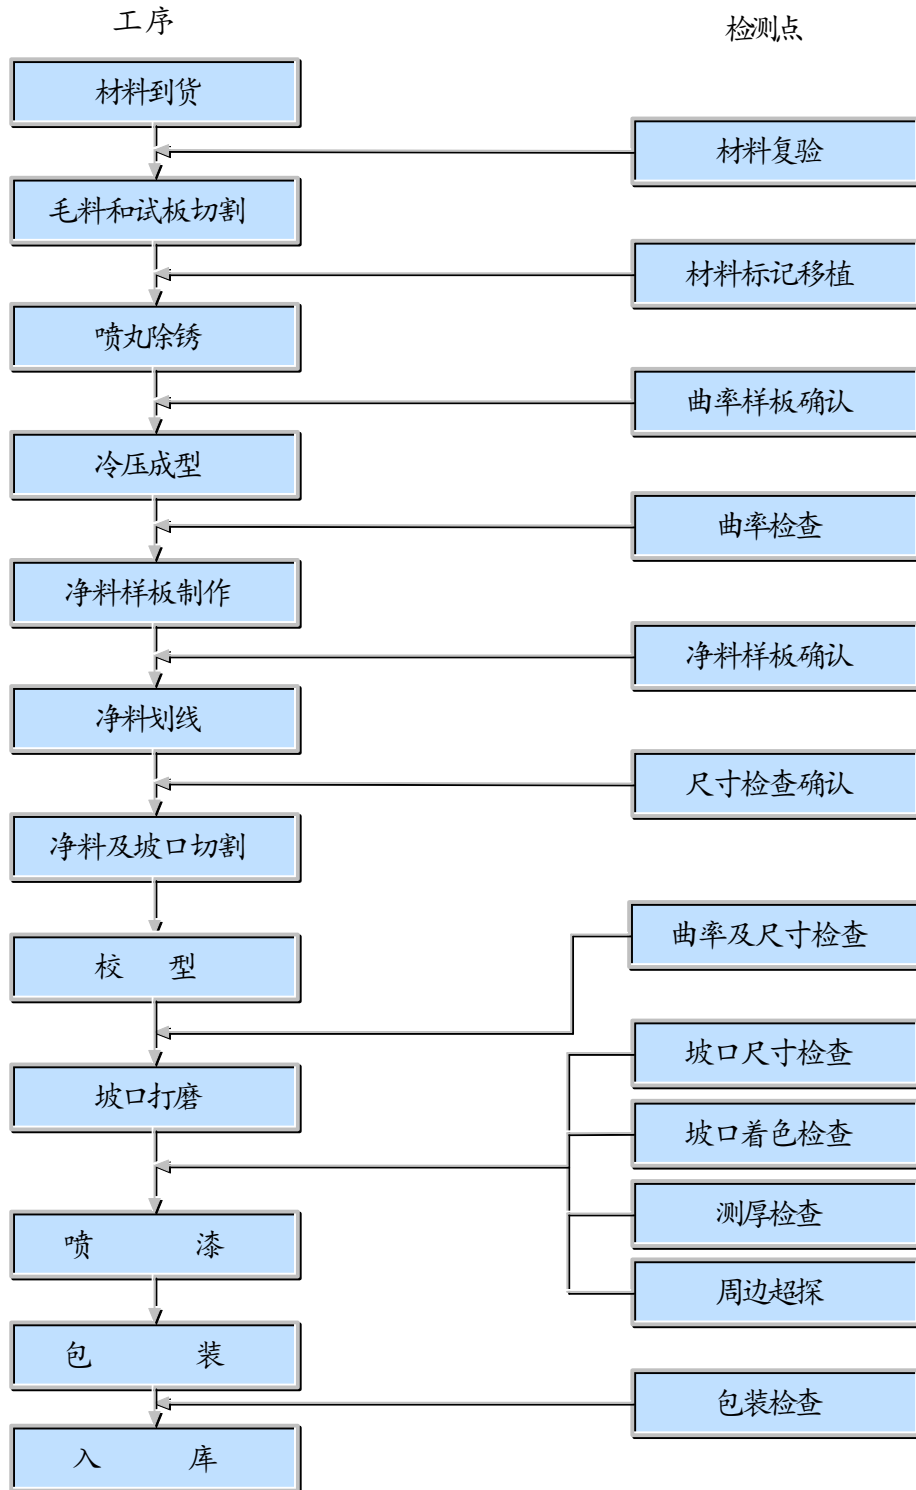 工序
检测点
材料到货
材料复验
毛料和试板切割
材料标记移植
喷丸除锈
曲率样板确认
冷压成型
曲率检查
净料样板制作
净料样板确认
净料划线
尺寸检查确认
净料及坡口切割
曲率及尺寸检查
校 型
坡口尺寸检查
坡口打磨
坡口着色检查
测厚检查
喷 漆
周边超探
包 装
包装检查
入 库